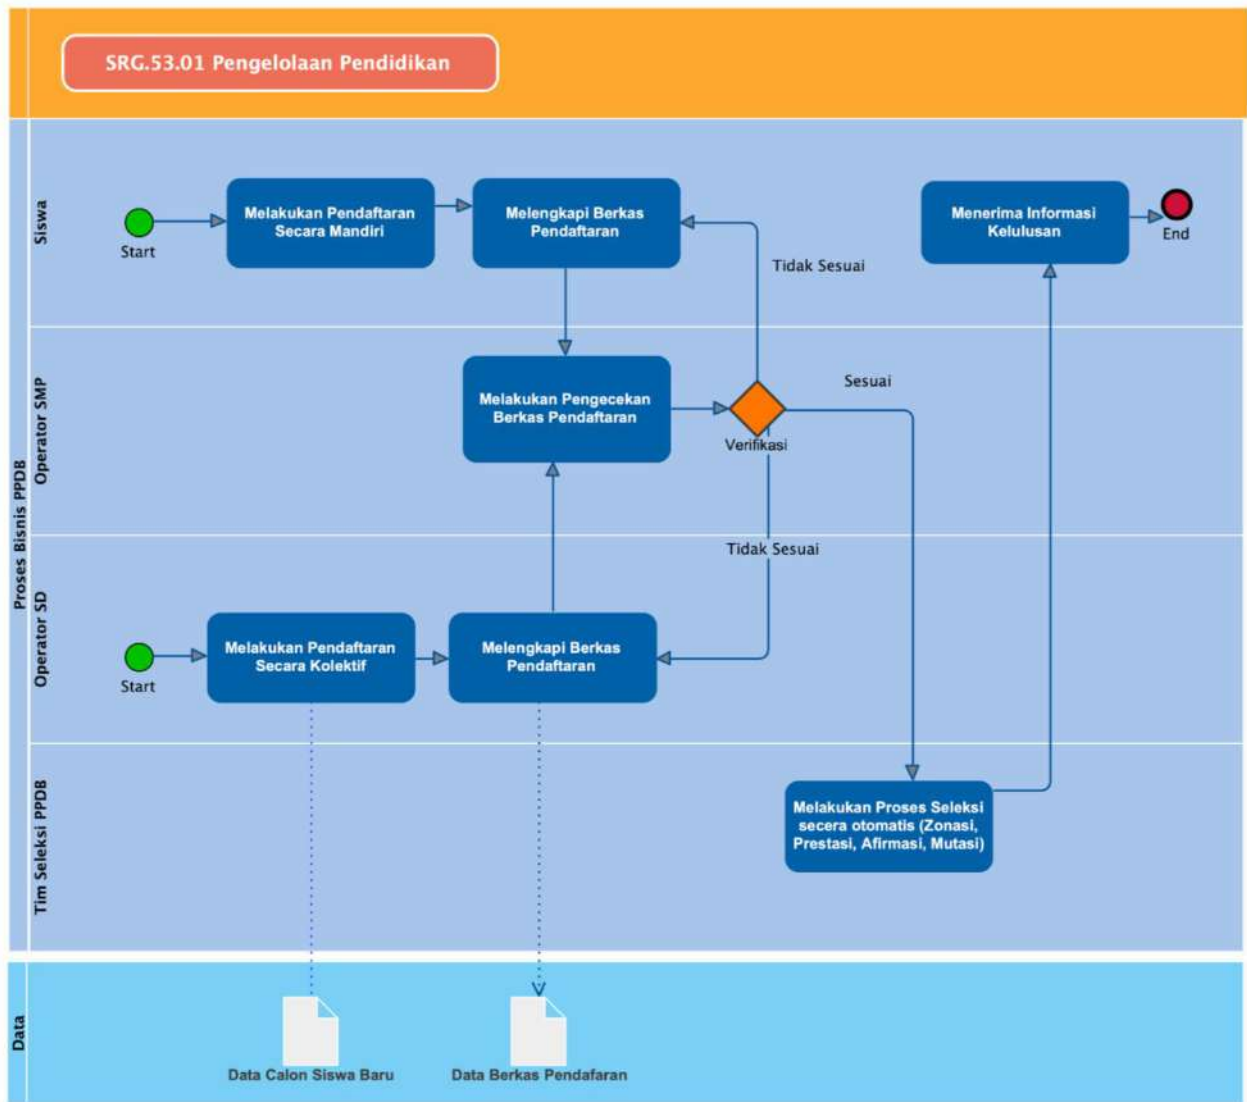 SRG.53.01 Pengelolaan Pendidikan
Proses Bisnis PPDB
Siswa
Start
Melakukan Pendaftaran
Secara Mandiri
Melengkapi Berkas
Pendaftaran
Tidak Sesuai
Menerima Informasi
Kelulusan
End
Operator SMP
Melakukan Pengecekan
Berkas Pendaftaran
Verifikasi
Sesuai
Operator SD
Start
Melakukan Pendaftaran
Secara Kolektif
Melengkapi Berkas
Pendaftaran
Tidak Sesuai
Tim Seleksi PPDB
Melakukan Proses Seleksi
secera otomatis (Zonasi,
Prestasi, Afirmasi, Mutasi)
Data
Data Calon Siswa Baru
Data Berkas Pendafaran